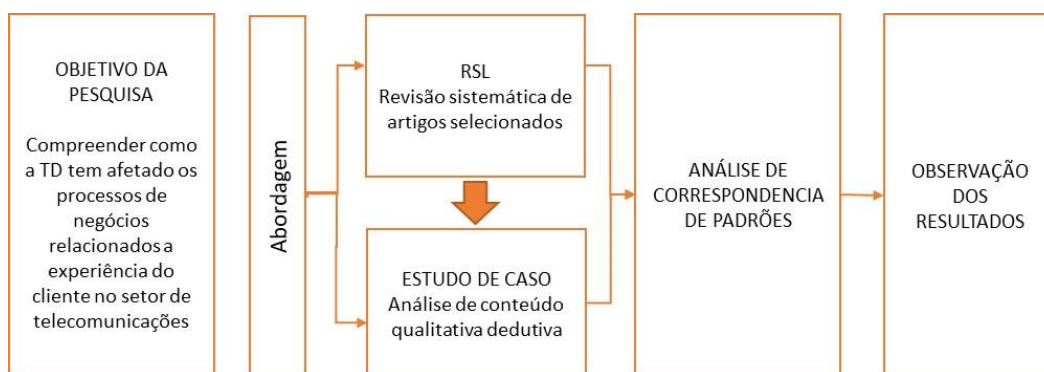 OBJETIVO DA
PESQUISA
Compreender como
a TD tem afetado os
processos de
negócios
relacionados a
experiência do
cliente no setor de
telecomunicações
Abordagem
RSL
Revisão sistemática de
artigos selecionados
ESTUDO DE CASO
Análise de conteúdo
qualitativa dedutiva
ANÁLISE DE
CORRESPONDENCIA
DE PADRÕES
OBSERVAÇÃO
DOS
RESULTADOS